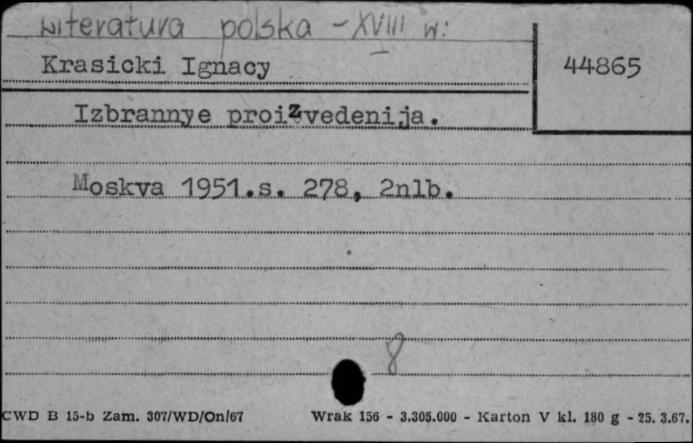 Literatura polska - XVIII w.
Krasicki Ignacy
44865
Izbrannye proizvedenija.
Moskva 1951.s. 278, 2nlb.
8
CWD B 15-b Zam. 307/WD/On/67 Wrak 156 - 3.305.000 - Karton V kl. 180 g - 25. 3.67.